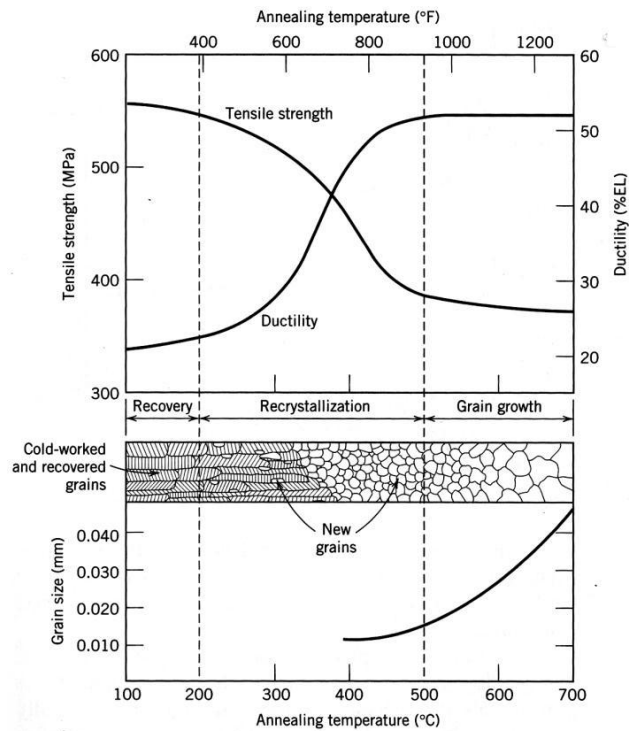 Annealing temperature (°F)
400 600 800 1000 1200
600 60
Tensile strength
500 50
Tensile strength (MPa)
Ductility (%EL)
40
400 30
Ductility
20
300
Recovery Recrystallization Grain growth
Cold-worked
and recovered
grains
New
grains
Grain size (mm)
0.040
0.030
0.020
0.010
100 200 300 400 500 600 700
Annealing temperature (°C)